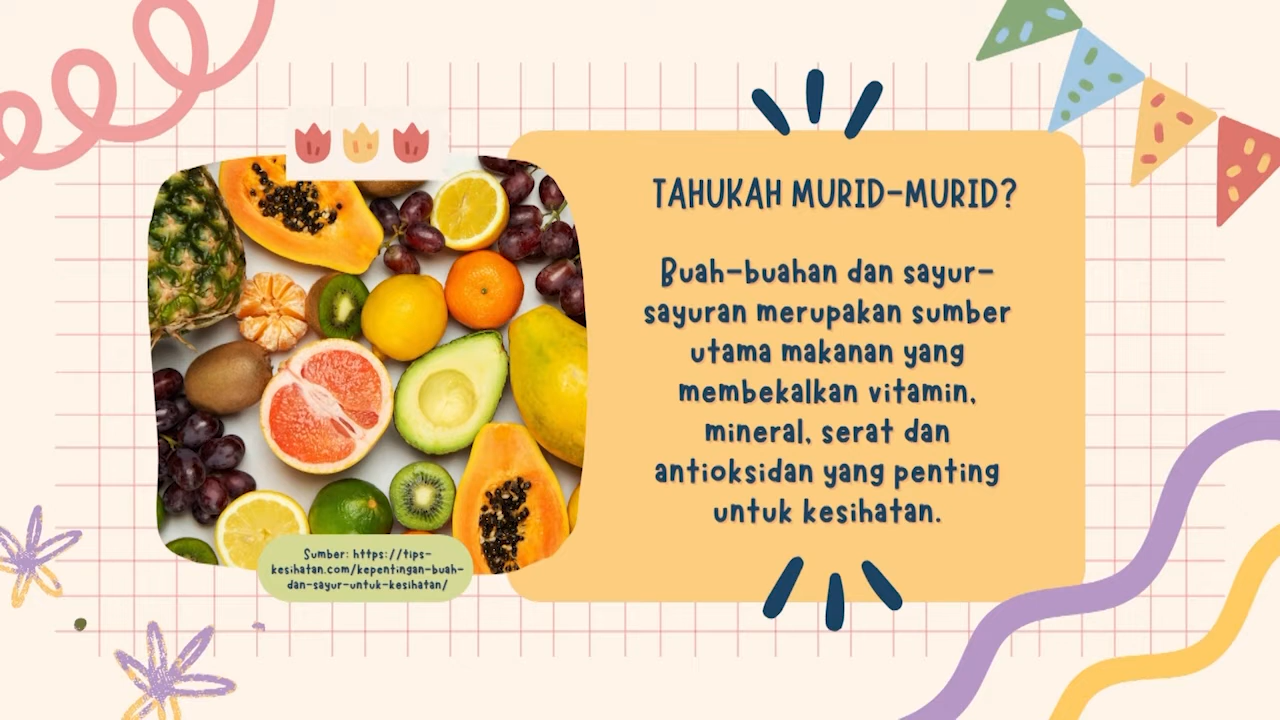 TAHUKAH MURID-MURID?
Buah-buahan dan sayur-
sayuran merupakan sumber
utama makanan yang
membekalkan vitamin,
mineral, serat dan
antioksidan yang penting
untuk kesihatan.
Sumber: https://tips-
kesihatan.com/kepentingan-buah-
dan-sayur-untuk-kesihatan/